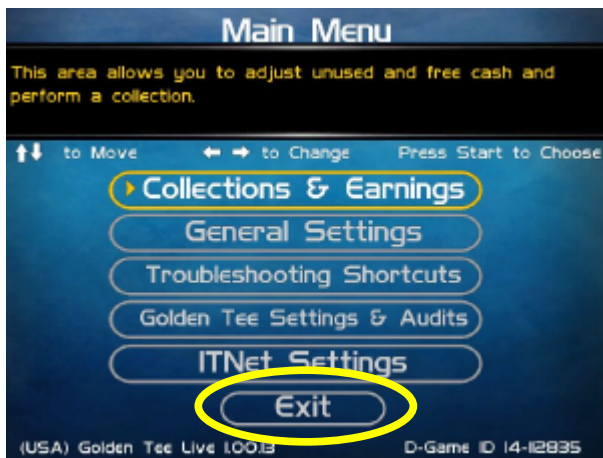 Main Menu
This area allows you to adjust unused and free cash and
perform a collection.
↑↓ to Move ← → to Change Press Start to Choose
Collections & Earnings
General Settings
Troubleshooting Shortcuts
Golden Tee Settings & Audits
ITNet Settings
Exit
(USA) Golden Tee Live 1.00.13 D-Game ID 14-112835